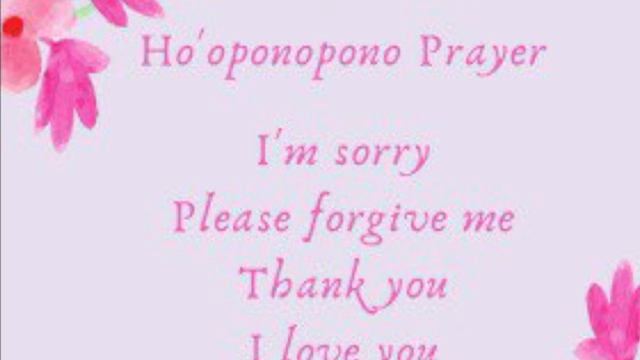 Ho'oponopono Prayer
I'm sorry
Please forgive me
Thank you
I love you